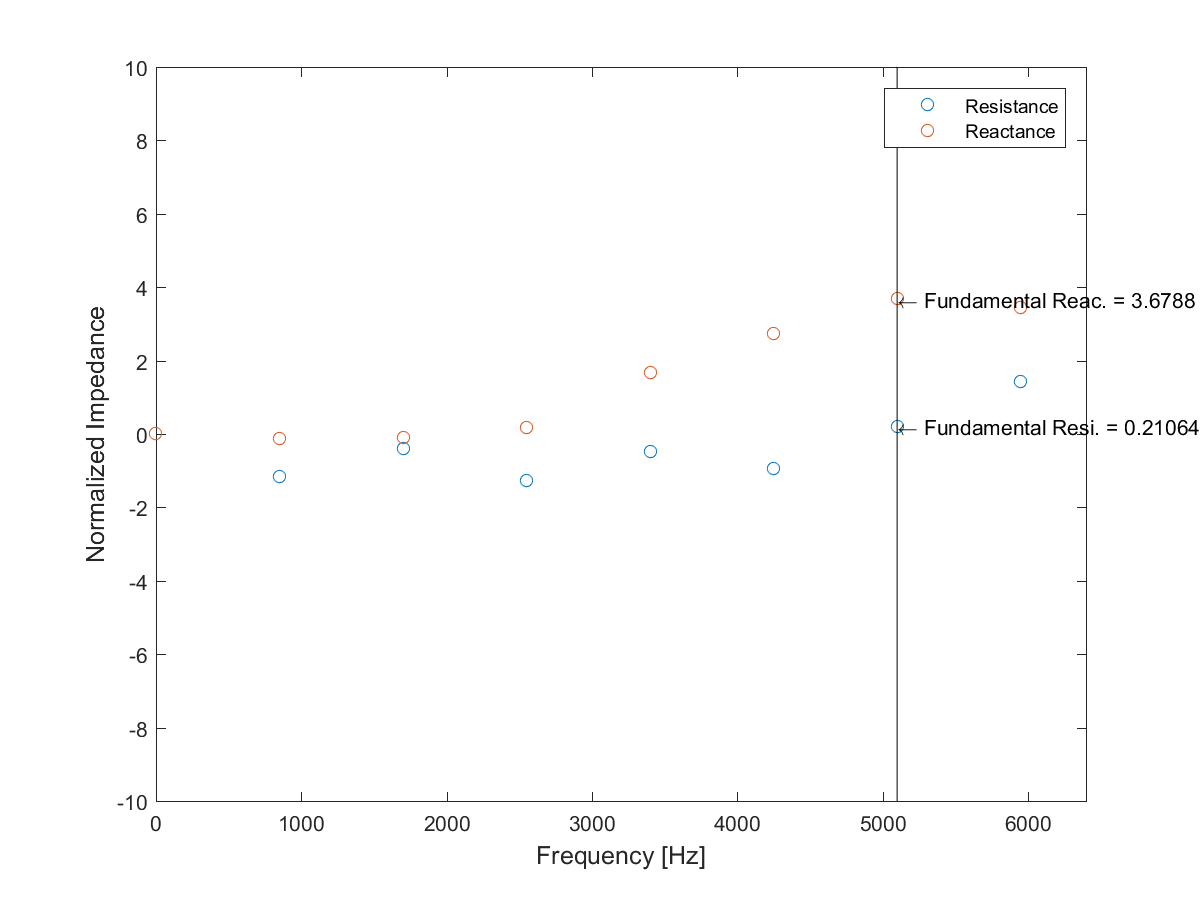 10
8
6
4
2
0
-2
-4
-6
-8
-10
Normalized Impedance
Resistance
Reactance
← Fundamental Reac. = 3.6788
← Fundamental Resi. = 0.21064
0 1000 2000 3000 4000 5000 6000
Frequency [Hz]